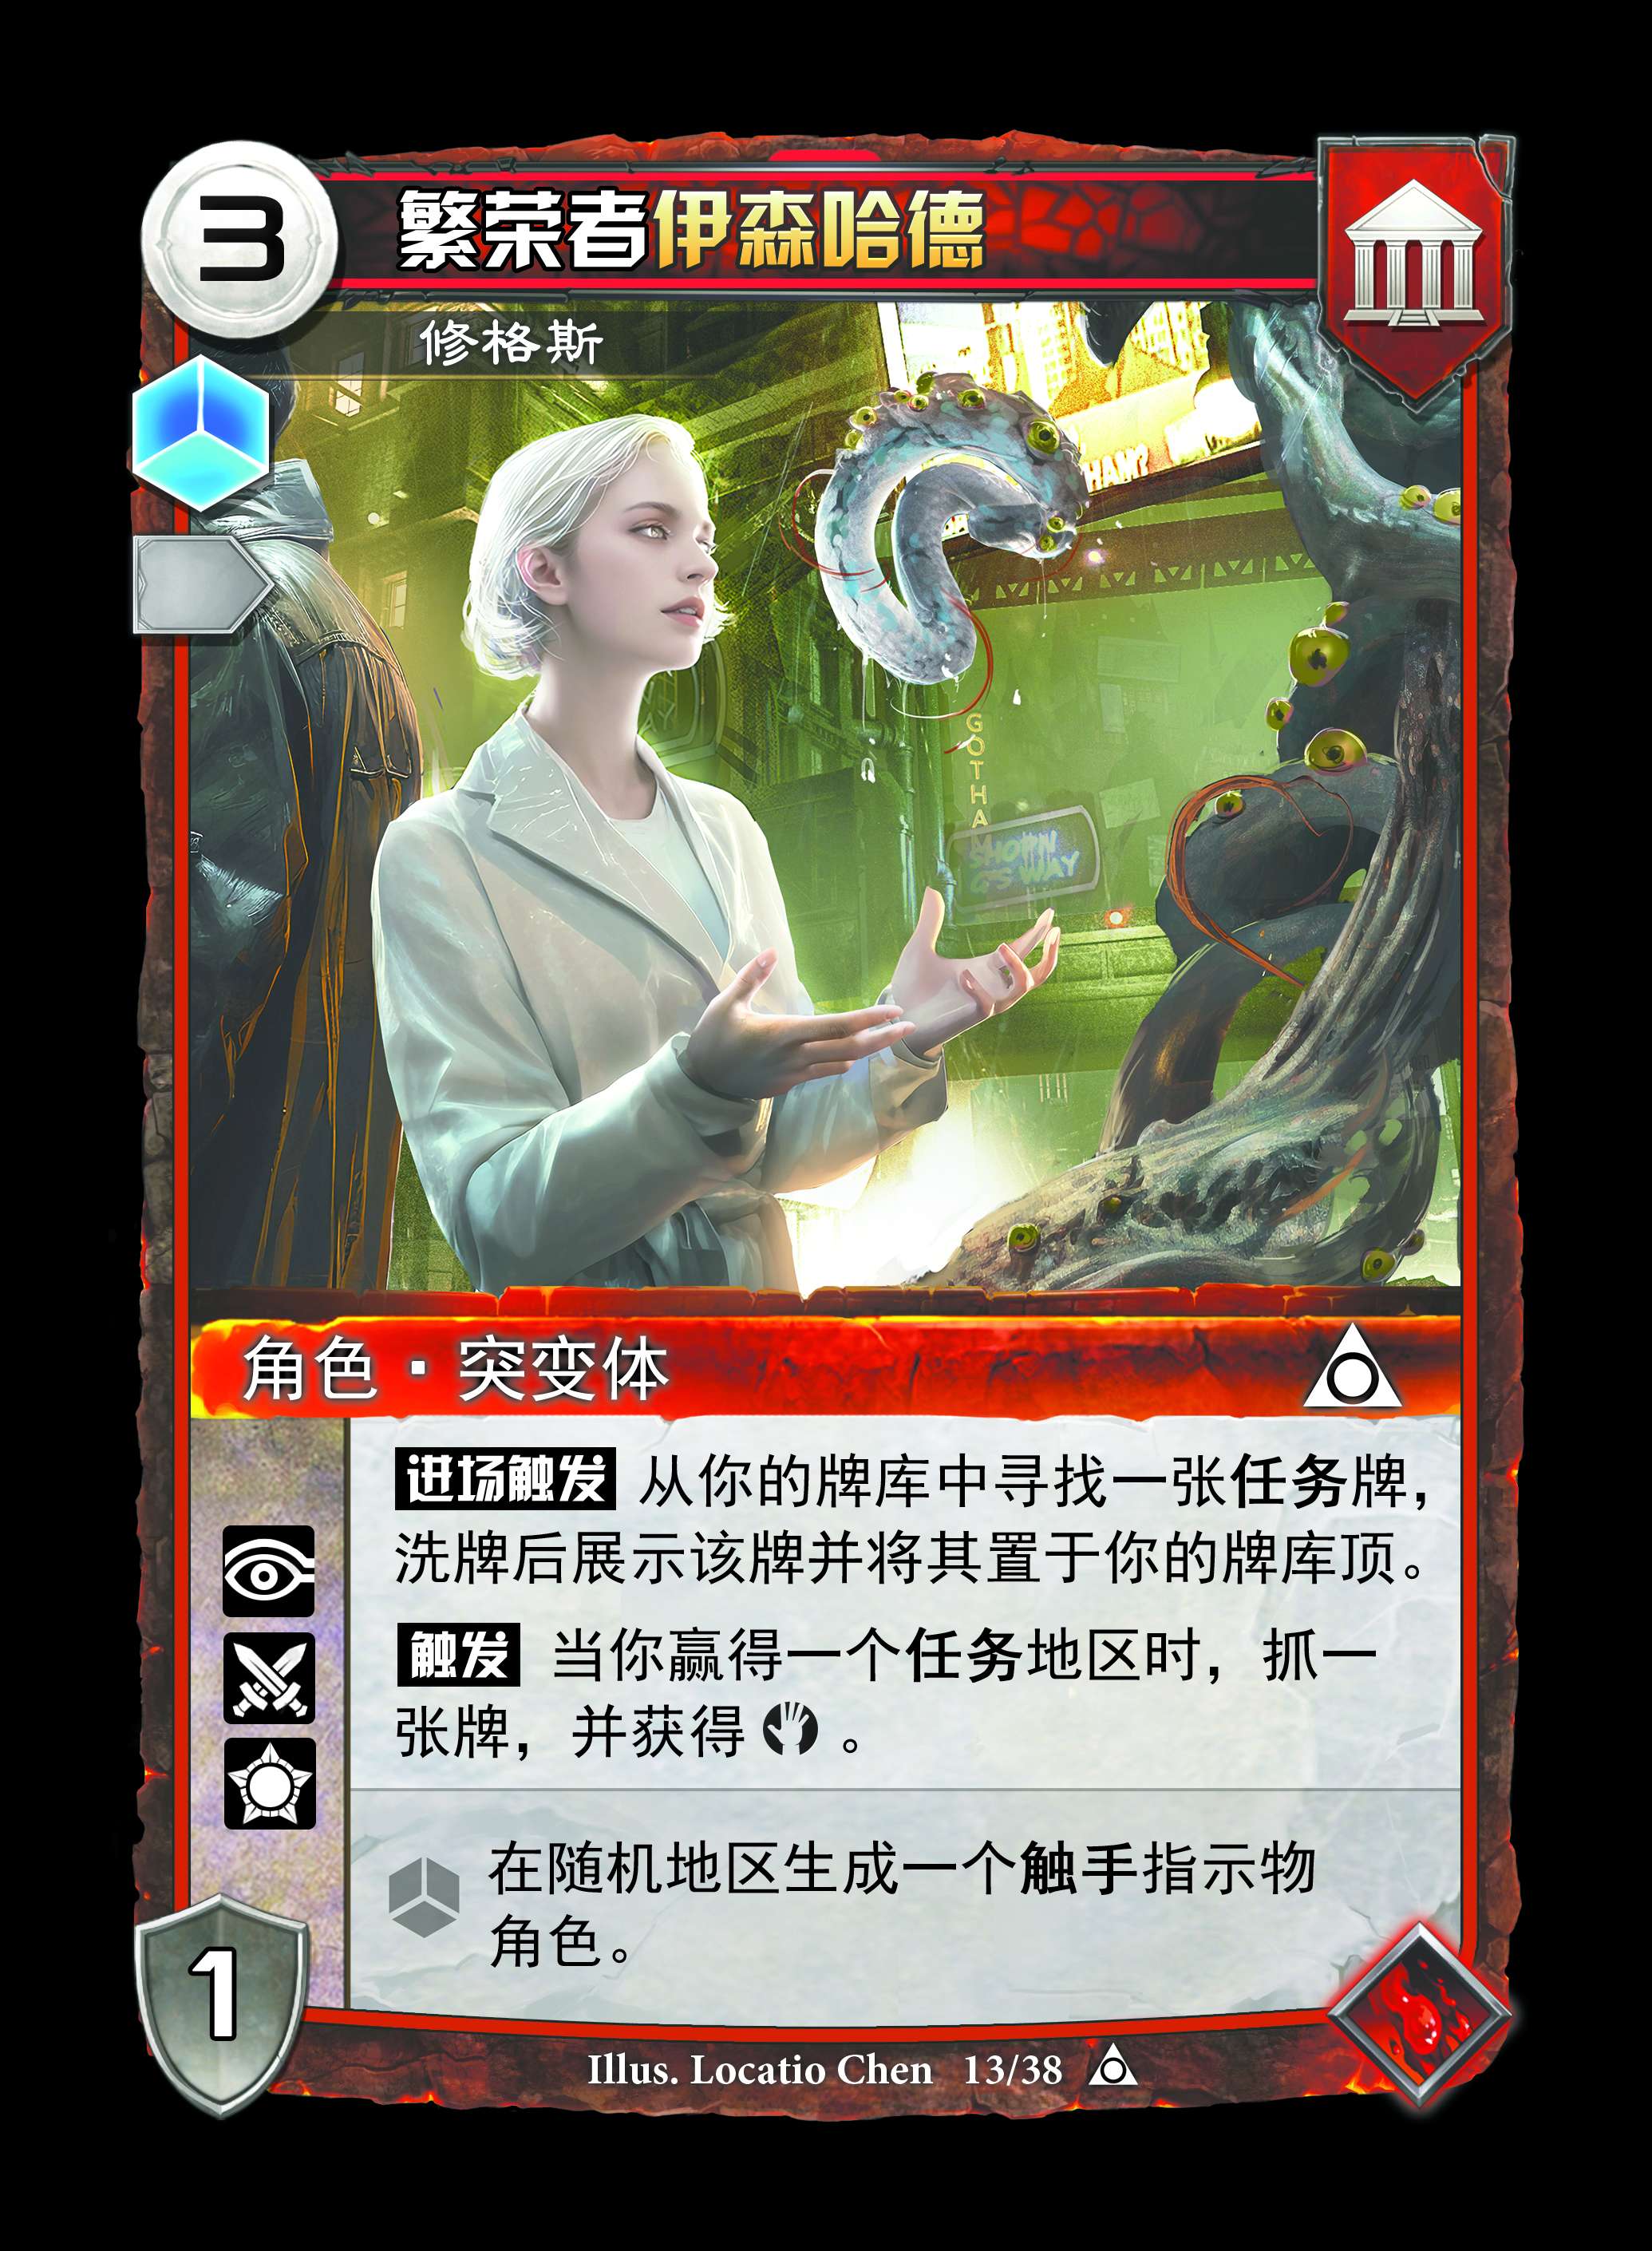 3
繁荣者伊森哈德
修格斯
HAM?
GOTHA
SHORN
G'S WAY
角色·突变体
进场触发 从你的牌库中寻找一张任务牌，
洗牌后展示该牌并将其置于你的牌库顶。
触发 当你赢得一个任务地区时，抓一
张牌，并获得 。
在随机地区生成一个触手指示物
角色。
1
Illus. Locatio Chen 13/38